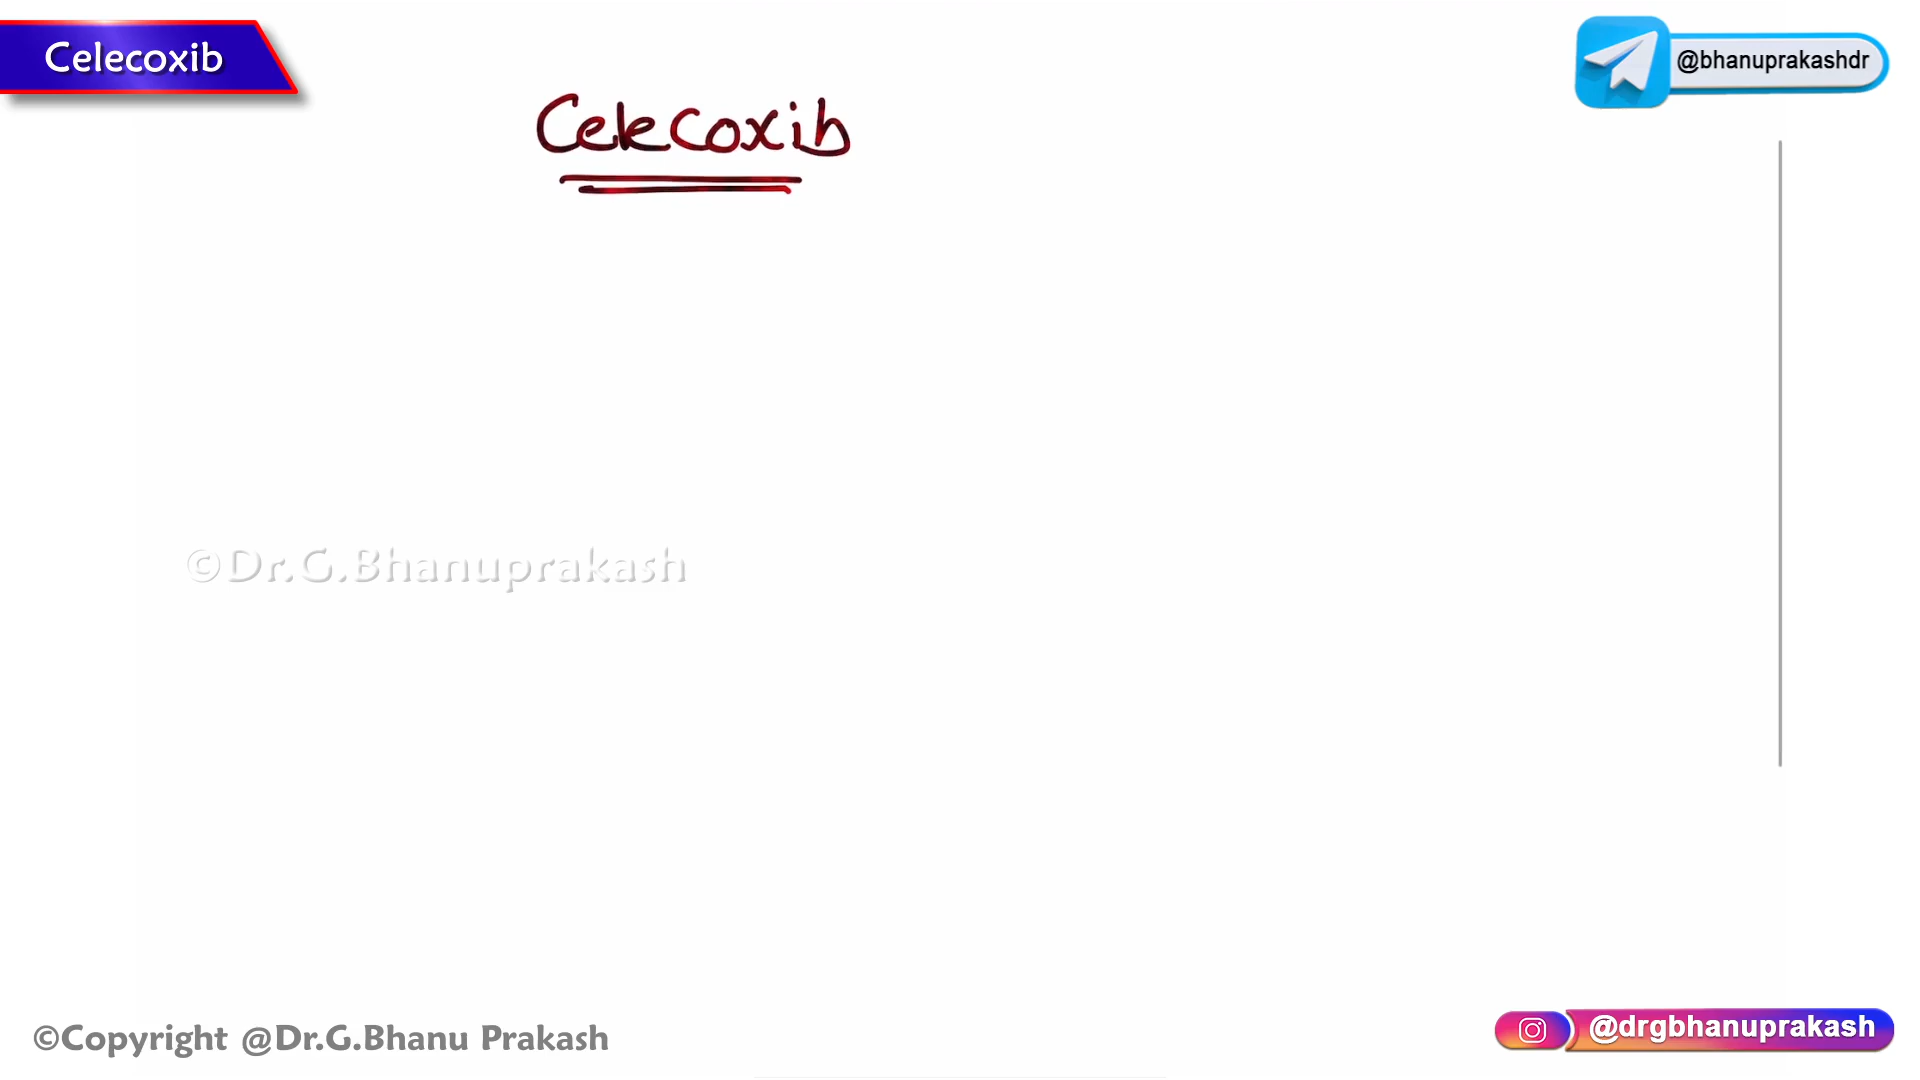 Celecoxib
@bhanuprakashdr
Celecoxib
©Dr.G.Bhanuprakash
©Copyright @Dr.G.Bhanu Prakash
@drgbhanuprakash